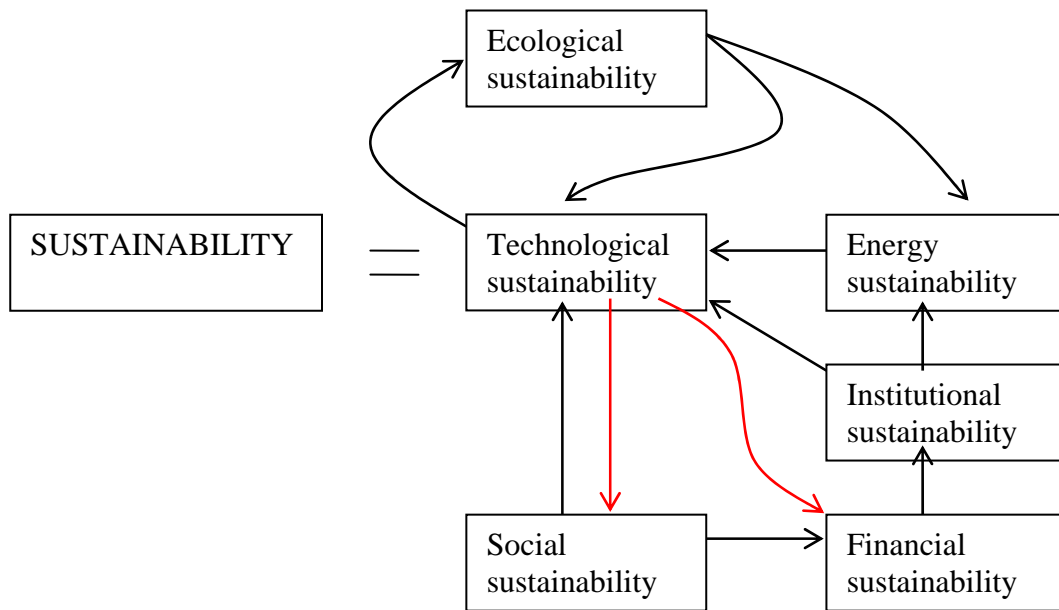 Ecological
sustainability
SUSTAINABILITY
=
Technological
sustainability
Energy
sustainability
Institutional
sustainability
Social
sustainability
Financial
sustainability